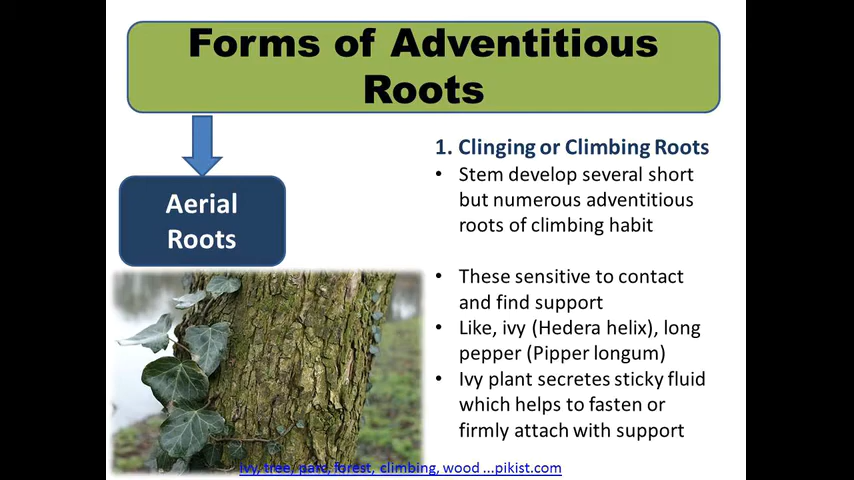 Forms of Adventitious
Roots
Aerial
Roots
1. Clinging or Climbing Roots
• Stem develop several short
but numerous adventitious
roots of climbing habit
• These sensitive to contact
and find support
• Like, ivy (Hedera helix), long
pepper (Pipper longum)
• Ivy plant secretes sticky fluid
which helps to fasten or
firmly attach with support
ivy, tree, parc, forest, climbing, wood ...pikist.com